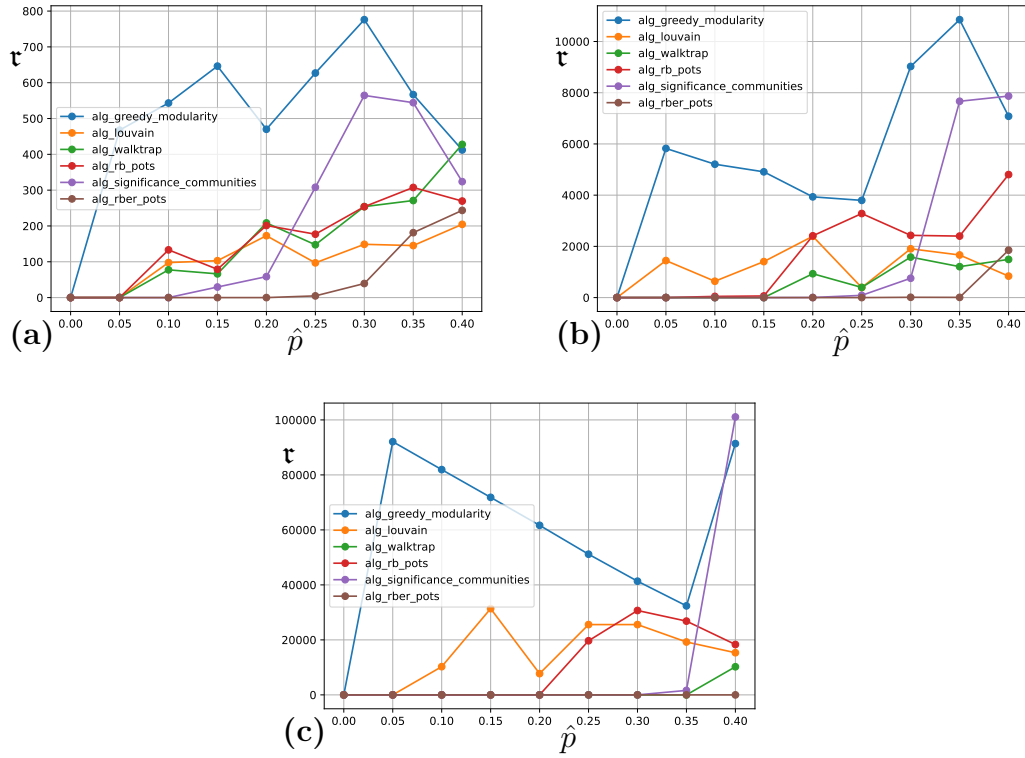 800
700
600
500
400
300
200
100
0
𝔯
alg_greedy_modularity
alg_louvain
alg_walktrap
alg_rb_pots
alg_significance_communities
alg_rber_pots
0.00 0.05 0.10 0.15 0.20 0.25 0.30 0.35 0.40
(a)
p̂
10000
8000
6000
4000
2000
0
𝔯
alg_greedy_modularity
alg_louvain
alg_walktrap
alg_rb_pots
alg_significance_communities
alg_rber_pots
0.00 0.05 0.10 0.15 0.20 0.25 0.30 0.35 0.40
(b)
p̂
100000
80000
60000
40000
20000
0
𝔯
alg_greedy_modularity
alg_louvain
alg_walktrap
alg_rb_pots
alg_significance_communities
alg_rber_pots
0.00 0.05 0.10 0.15 0.20 0.25 0.30 0.35 0.40
(c)
p̂